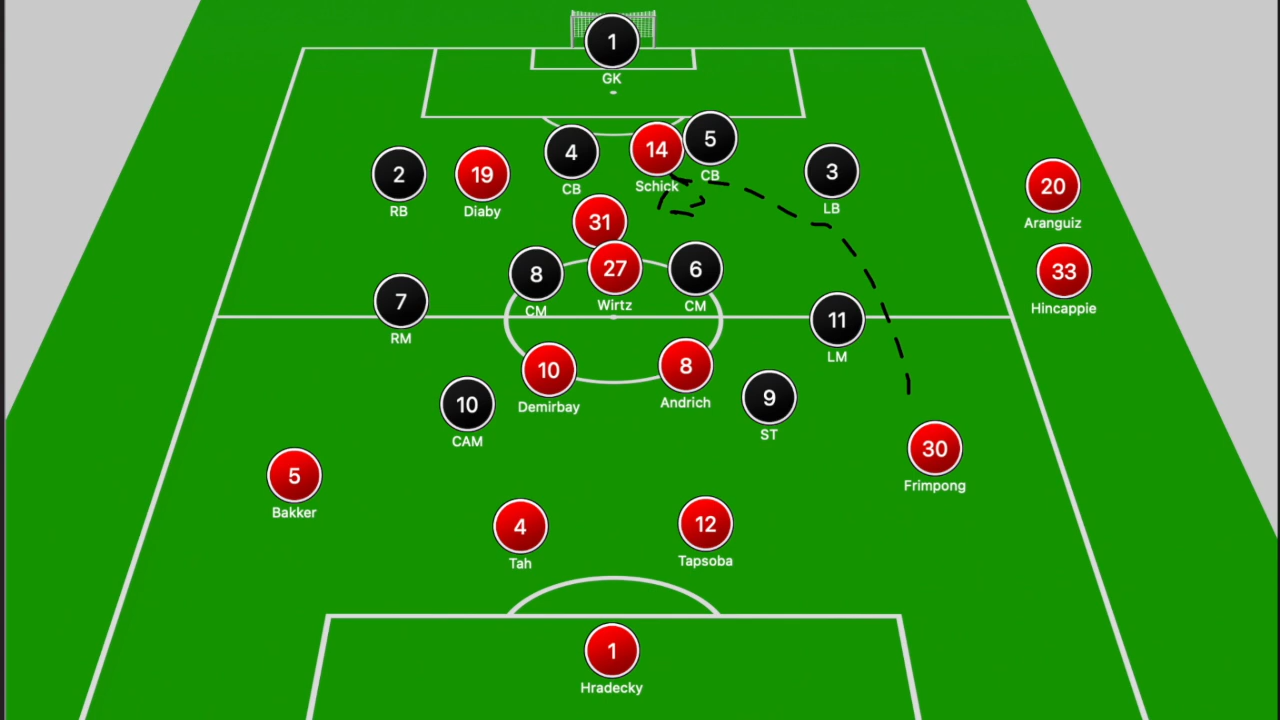 1
GK
5
4
14
CB
Schick
CB
3
LB
2
RB
19
Diaby
20
Aranguiz
31
8
CM
27
Wirtz
6
CM
33
Hincappie
7
RM
11
LM
10
Demirbay
8
Andrich
10
CAM
9
ST
30
Frimpong
5
Bakker
4
Tah
12
Tapsoba
1
Hradecky